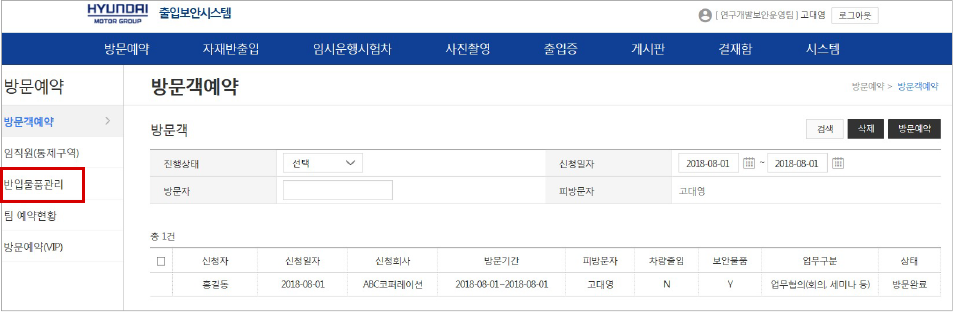 HYUNDAI
MOTOR GROUP
출입보안시스템
[ 연구개발보안운영팀 ] 고대영
로그아웃
방문예약 자재반출입 임시운행시험차 사진촬영 출입증 게시판 결재함 시스템
방문예약
방문객예약 >
임직원(통제구역)
반입물품관리
팀 예약현황
방문예약(VIP)
방문객예약
방문예약 > 방문객예약
방문객
검색 삭제 방문예약
진행상태 선택 신청일자 2018-08-01 ~ 2018-08-01
방문자 피방문자 고대영
총 1건
신청자 신청일자 신청회사 방문기간 피방문자 차량출입 보안물품 업무구분 상태
홍길동 2018-08-01 ABC코퍼레이션 2018-08-01~2018-08-01 고대영 N Y 업무협의(회의, 세미나 등) 방문완료